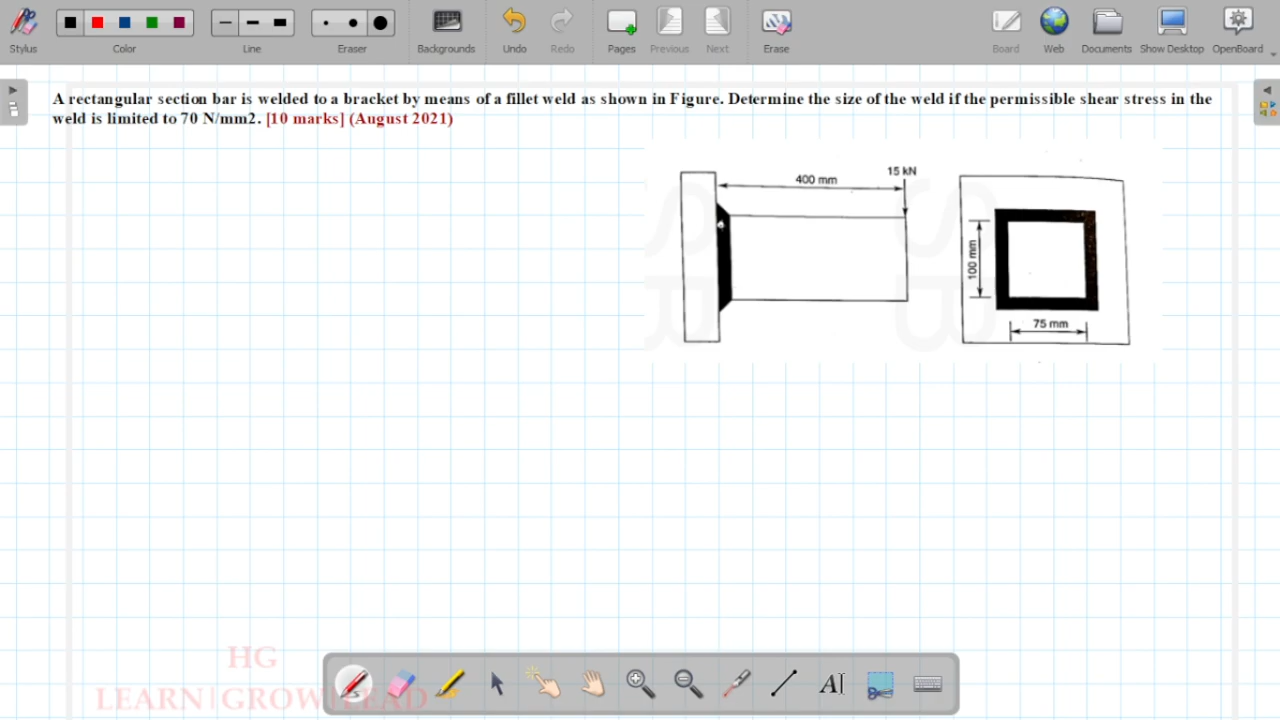 Stylus
Color
Line
Eraser
Backgrounds
Undo
Redo
Pages
Previous
Next
Erase
Board
Web
Documents
Show Desktop
OpenBoard
A rectangular section bar is welded to a bracket by means of a fillet weld as shown in Figure. Determine the size of the weld if the permissible shear stress in the
weld is limited to 70 N/mm2. [10 marks] (August 2021)
400 mm
15 kN
100 mm
75 mm
HG
LEARN|GROW|LEAD